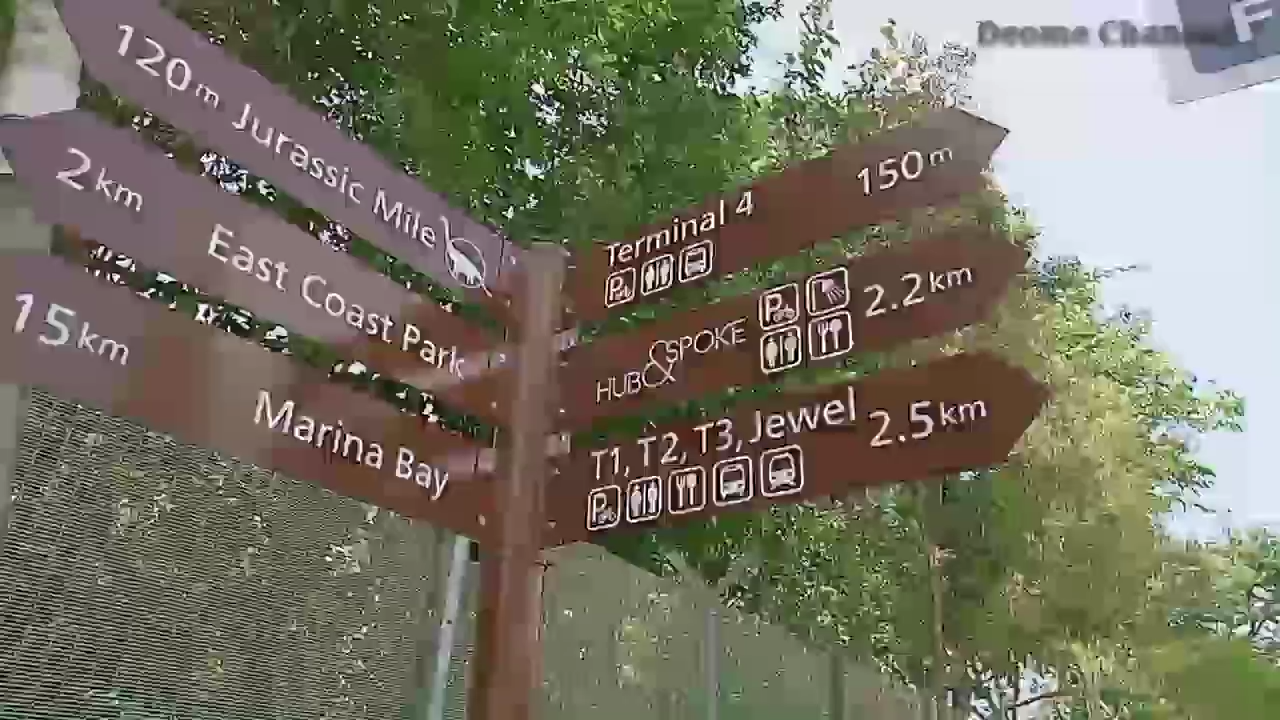 120m Jurassic Mile
2km East Coast Park
15km Marina Bay
Terminal 4 150m
HUB&SPOKE 2.2km
T1, T2, T3, Jewel 2.5km
Deome
F